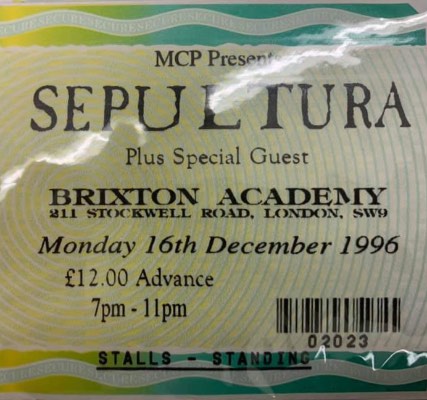 MCP Presents
SEPULTURA
Plus Special Guest
BRIXTON ACADEMY
211 STOCKWELL ROAD, LONDON, SW9
Monday 16th December 1996
£12.00 Advance
7pm - 11pm
02023
STALLS - STANDING